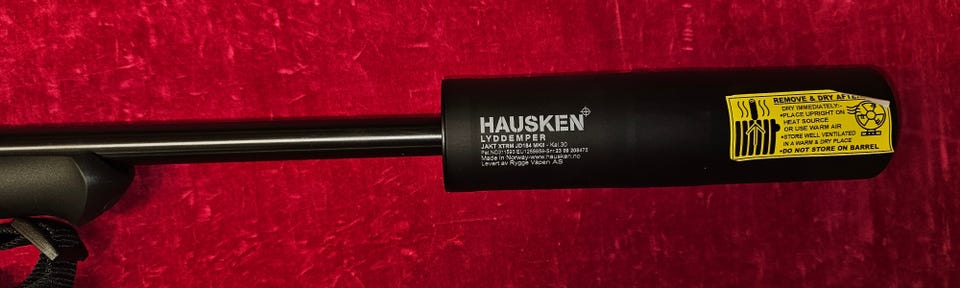 HAUSKEN
LYDDEMPER
JAKT XTRM JD184 MKII - Kal 30
Made in Norway-www.hausken.no
Levert av Rygge Våpen AS
REMOVE & DRY AFTER
DRY IMMEDIATELY:-
•PLACE UPRIGHT ON
HEAT SOURCE
OR USE WARM AIR
•STORE WELL VENTILATED
IN A WARM & DRY PLACE
•DO NOT STORE ON BARREL